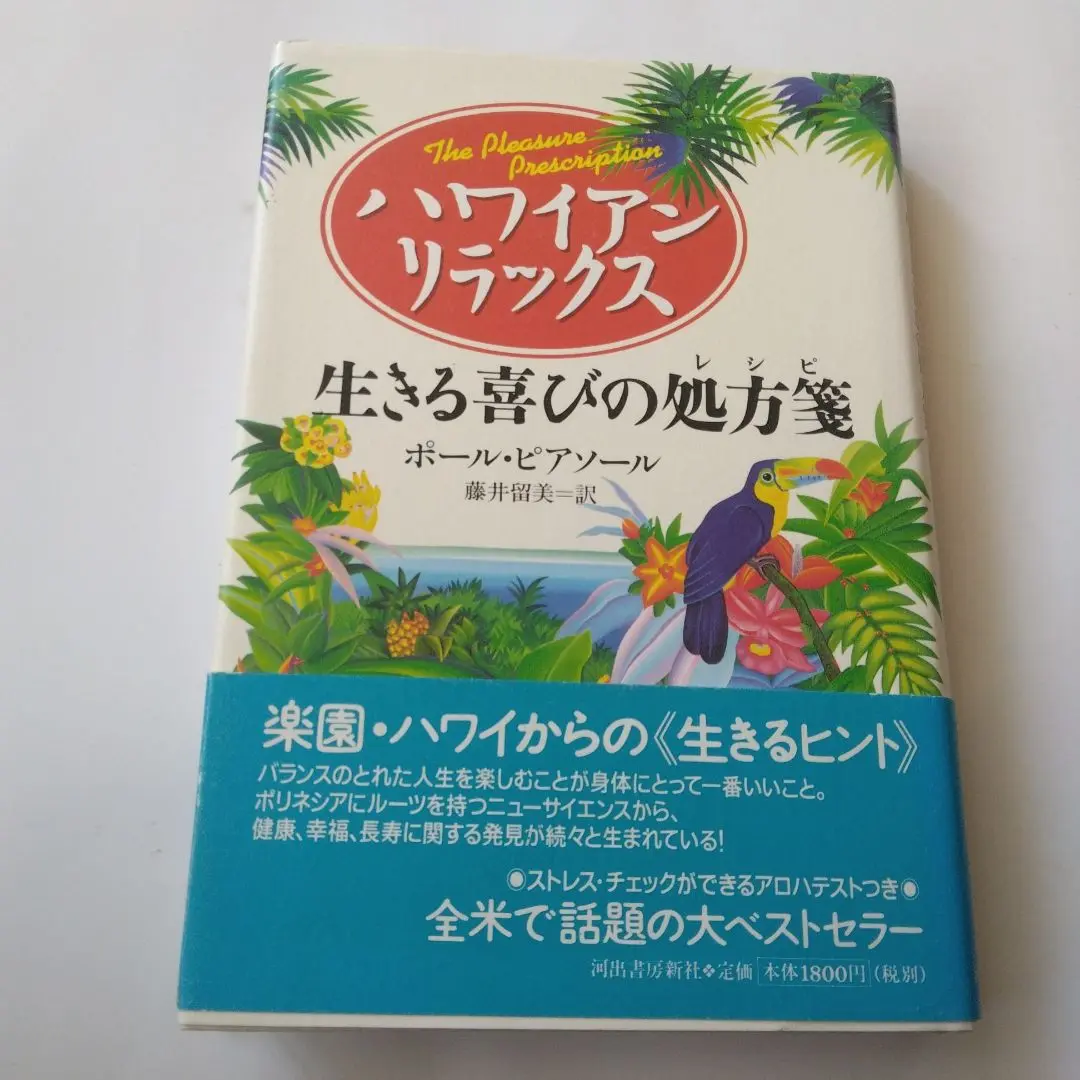 The Pleasure
Prescription
ハワイアン
リラックス
レシピ
生きる喜びの処方箋
ポール・ピアソール
藤井留美＝訳
楽園・ハワイからの《生きるヒント》
バランスのとれた人生を楽しむことが身体にとって一番いいこと。
ポリネシアにルーツを持つニューサイエンスから、
健康、幸福、長寿に関する発見が続々と生まれている!
◉ストレス・チェックができるアロハテストつき◉
全米で話題の大ベストセラー
河出書房新社❖定価 本体1800円(税別)